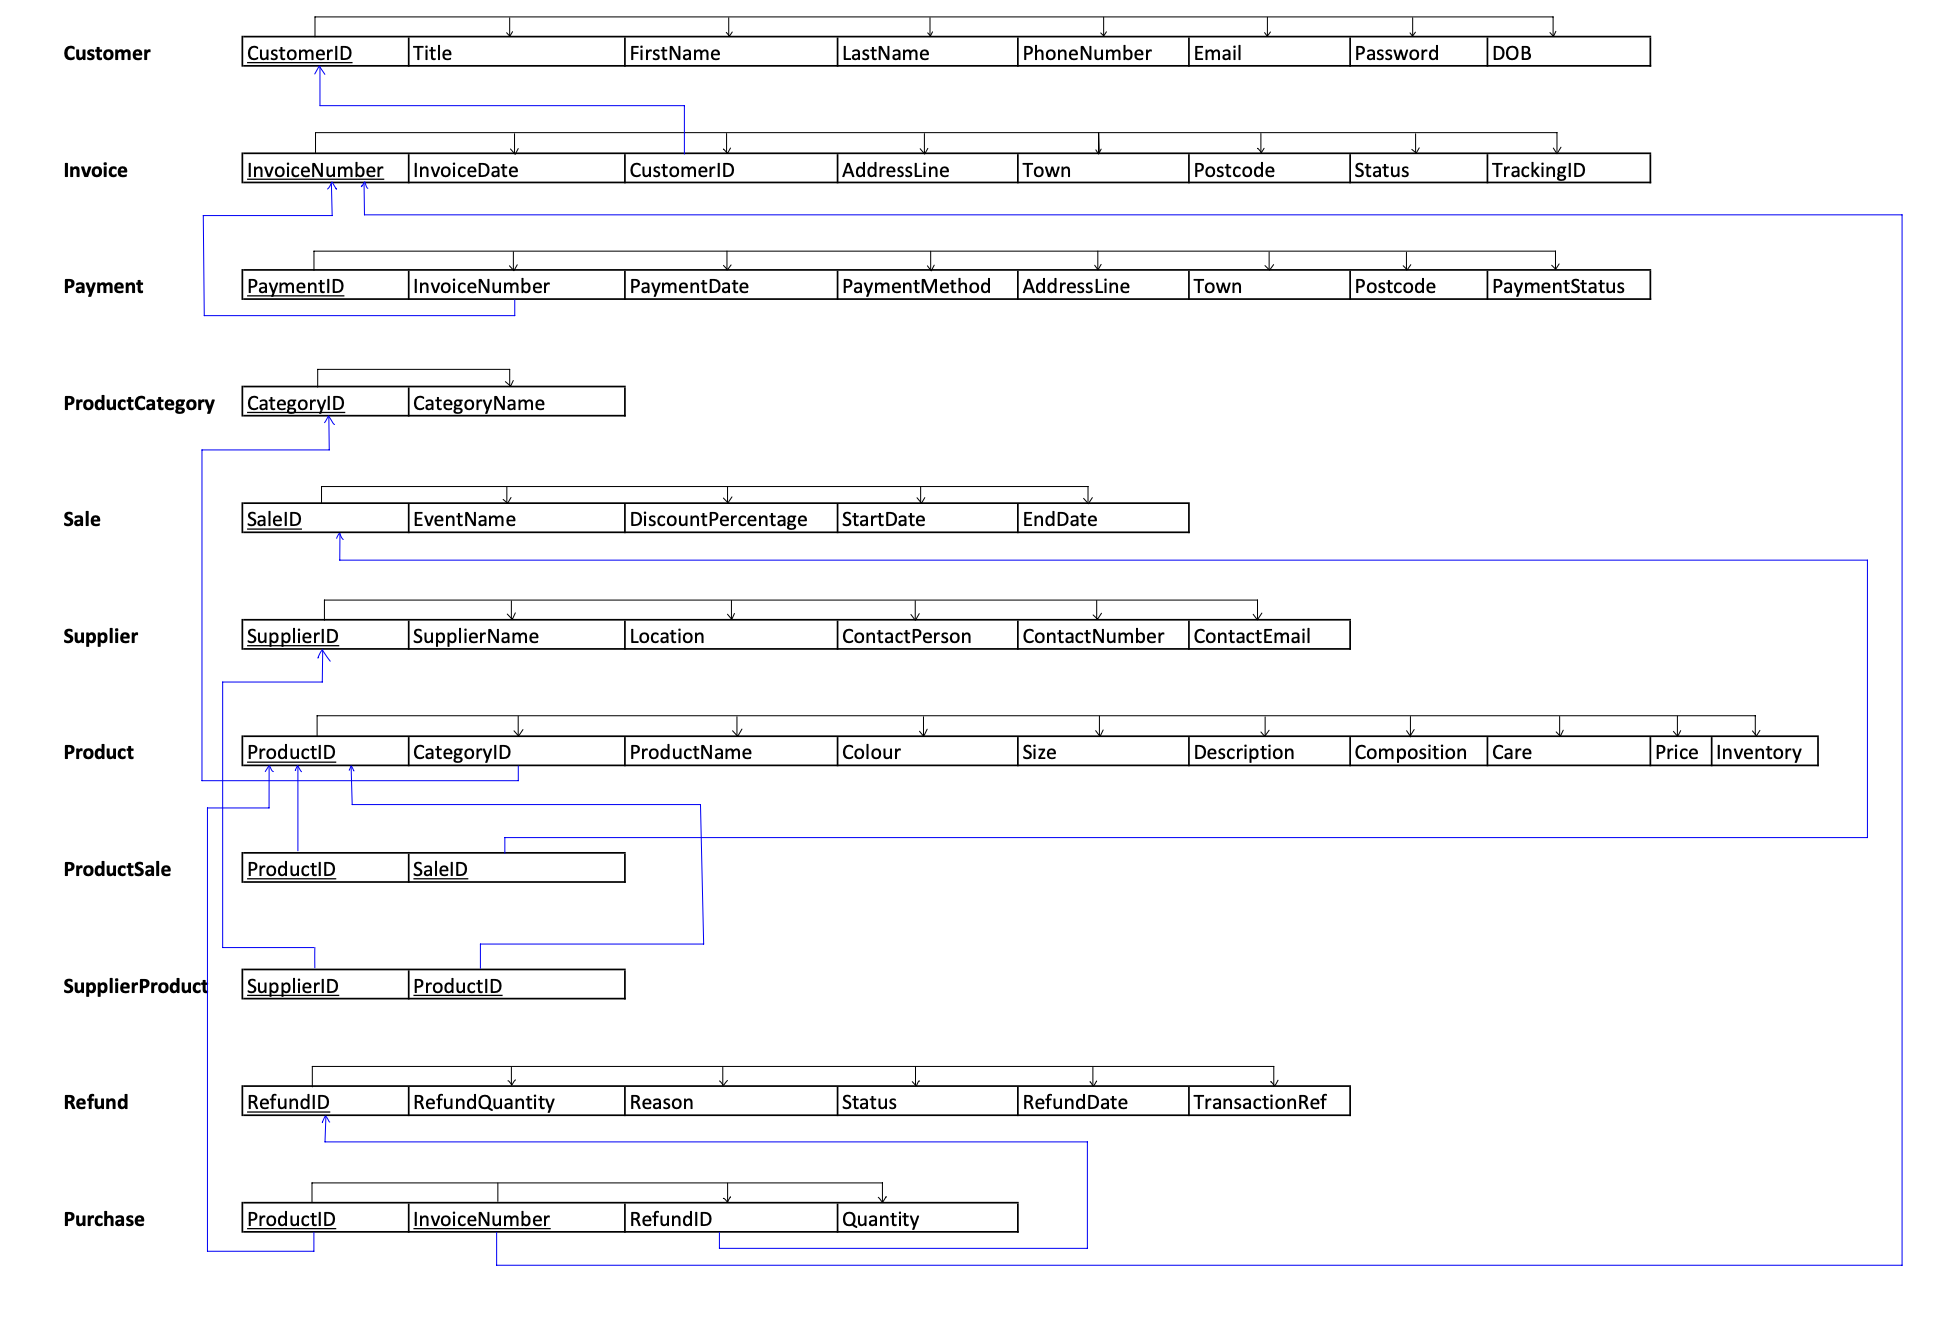 Customer CustomerID Title FirstName LastName PhoneNumber Email Password DOB
Invoice InvoiceNumber InvoiceDate CustomerID AddressLine Town Postcode Status TrackingID
Payment PaymentID InvoiceNumber PaymentDate PaymentMethod AddressLine Town Postcode PaymentStatus
ProductCategory CategoryID CategoryName
Sale SaleID EventName DiscountPercentage StartDate EndDate
Supplier SupplierID SupplierName Location ContactPerson ContactNumber ContactEmail
Product ProductID CategoryID ProductName Colour Size Description Composition Care Price Inventory
ProductSale ProductID SaleID
SupplierProduct SupplierID ProductID
Refund RefundID RefundQuantity Reason Status RefundDate TransactionRef
Purchase ProductID InvoiceNumber RefundID Quantity